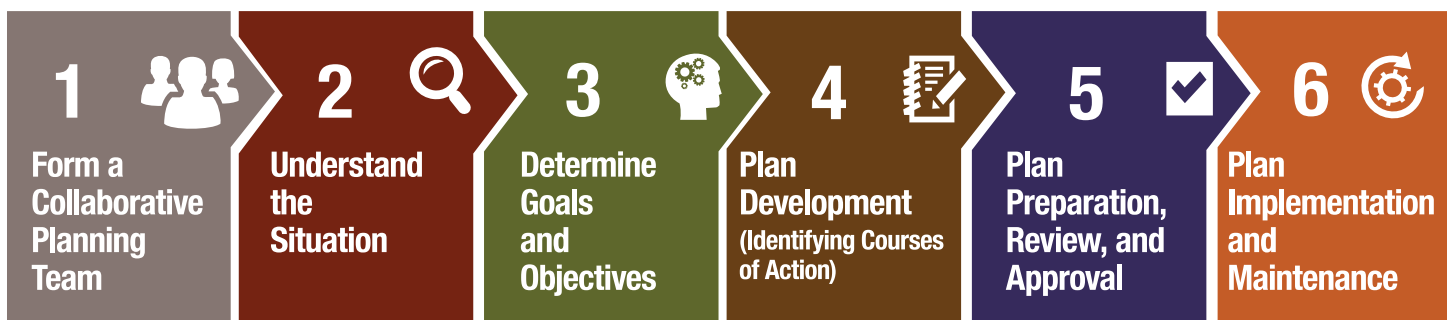 1
Form a
Collaborative
Planning
Team
2
Understand
the
Situation
3
Determine
Goals
and
Objectives
4
Plan
Development
(Identifying Courses
of Action)
5
Plan
Preparation,
Review, and
Approval
6
Plan
Implementation
and
Maintenance